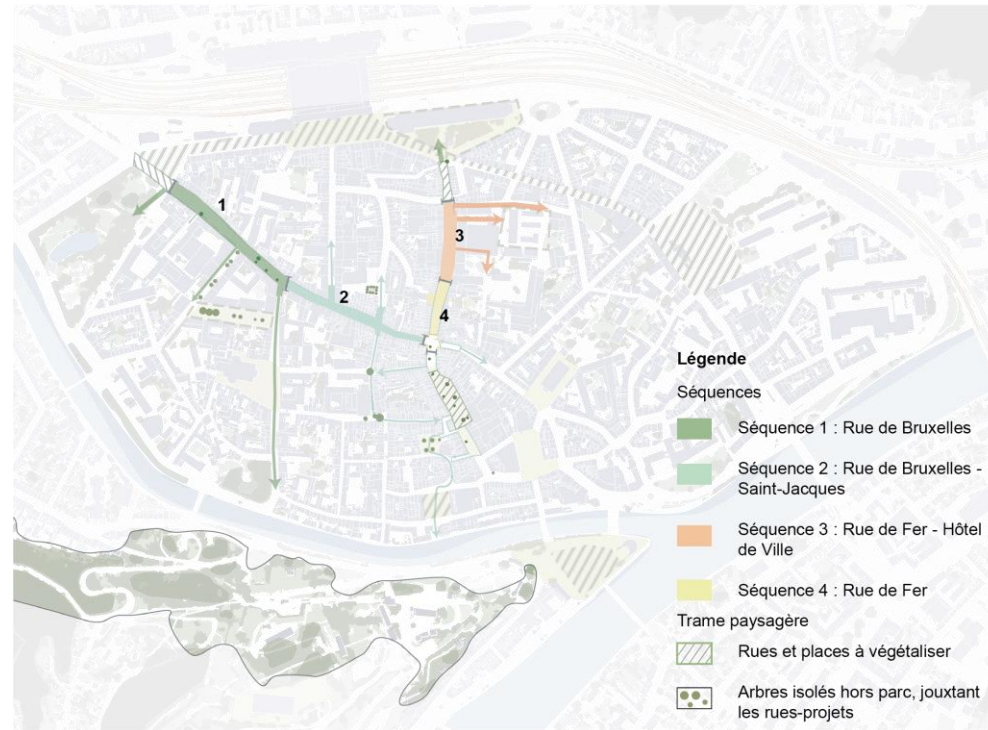 1
2
3
4
Légende
Séquences
Séquence 1 : Rue de Bruxelles
Séquence 2 : Rue de Bruxelles -
Saint-Jacques
Séquence 3 : Rue de Fer - Hôtel
de Ville
Séquence 4 : Rue de Fer
Trame paysagère
Rues et places à végétaliser
Arbres isolés hors parc, jouxtant
les rues-projets